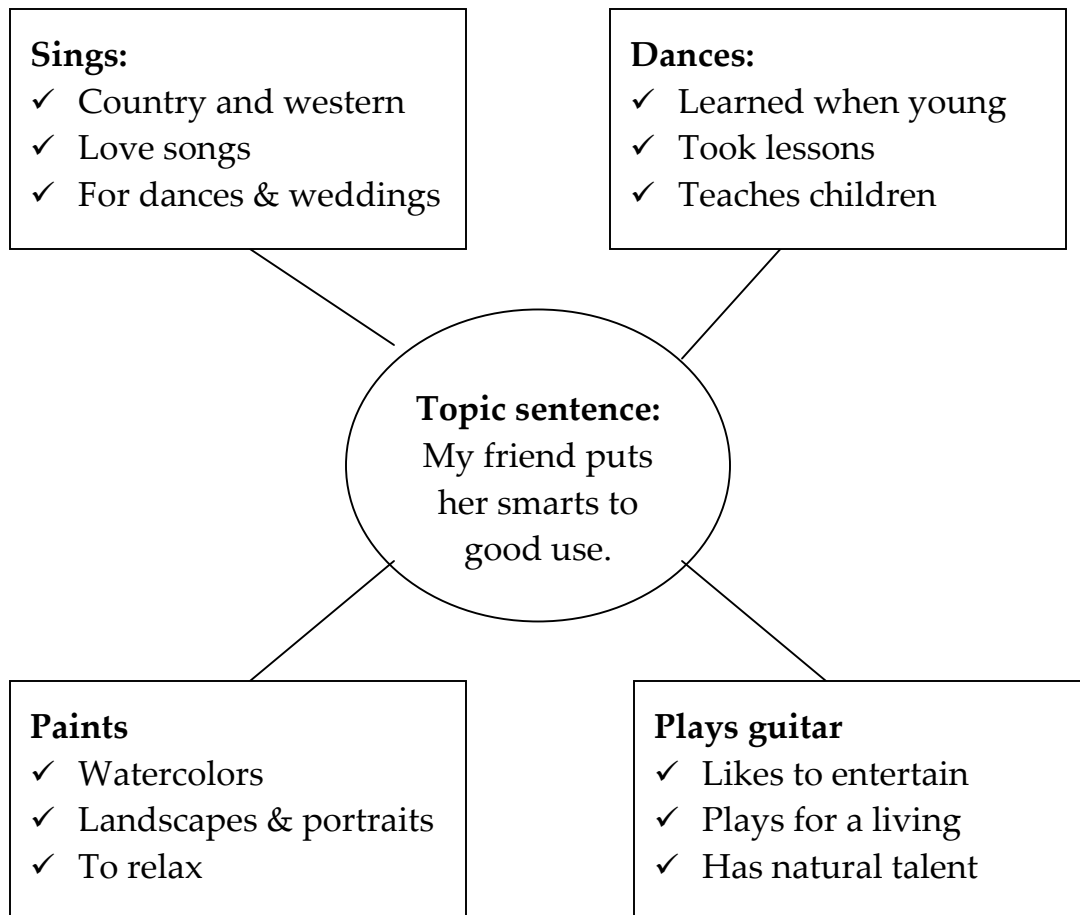 Sings:
✓ Country and western
✓ Love songs
✓ For dances & weddings
Dances:
✓ Learned when young
✓ Took lessons
✓ Teaches children
Topic sentence:
My friend puts
her smarts to
good use.
Paints
✓ Watercolors
✓ Landscapes & portraits
✓ To relax
Plays guitar
✓ Likes to entertain
✓ Plays for a living
✓ Has natural talent